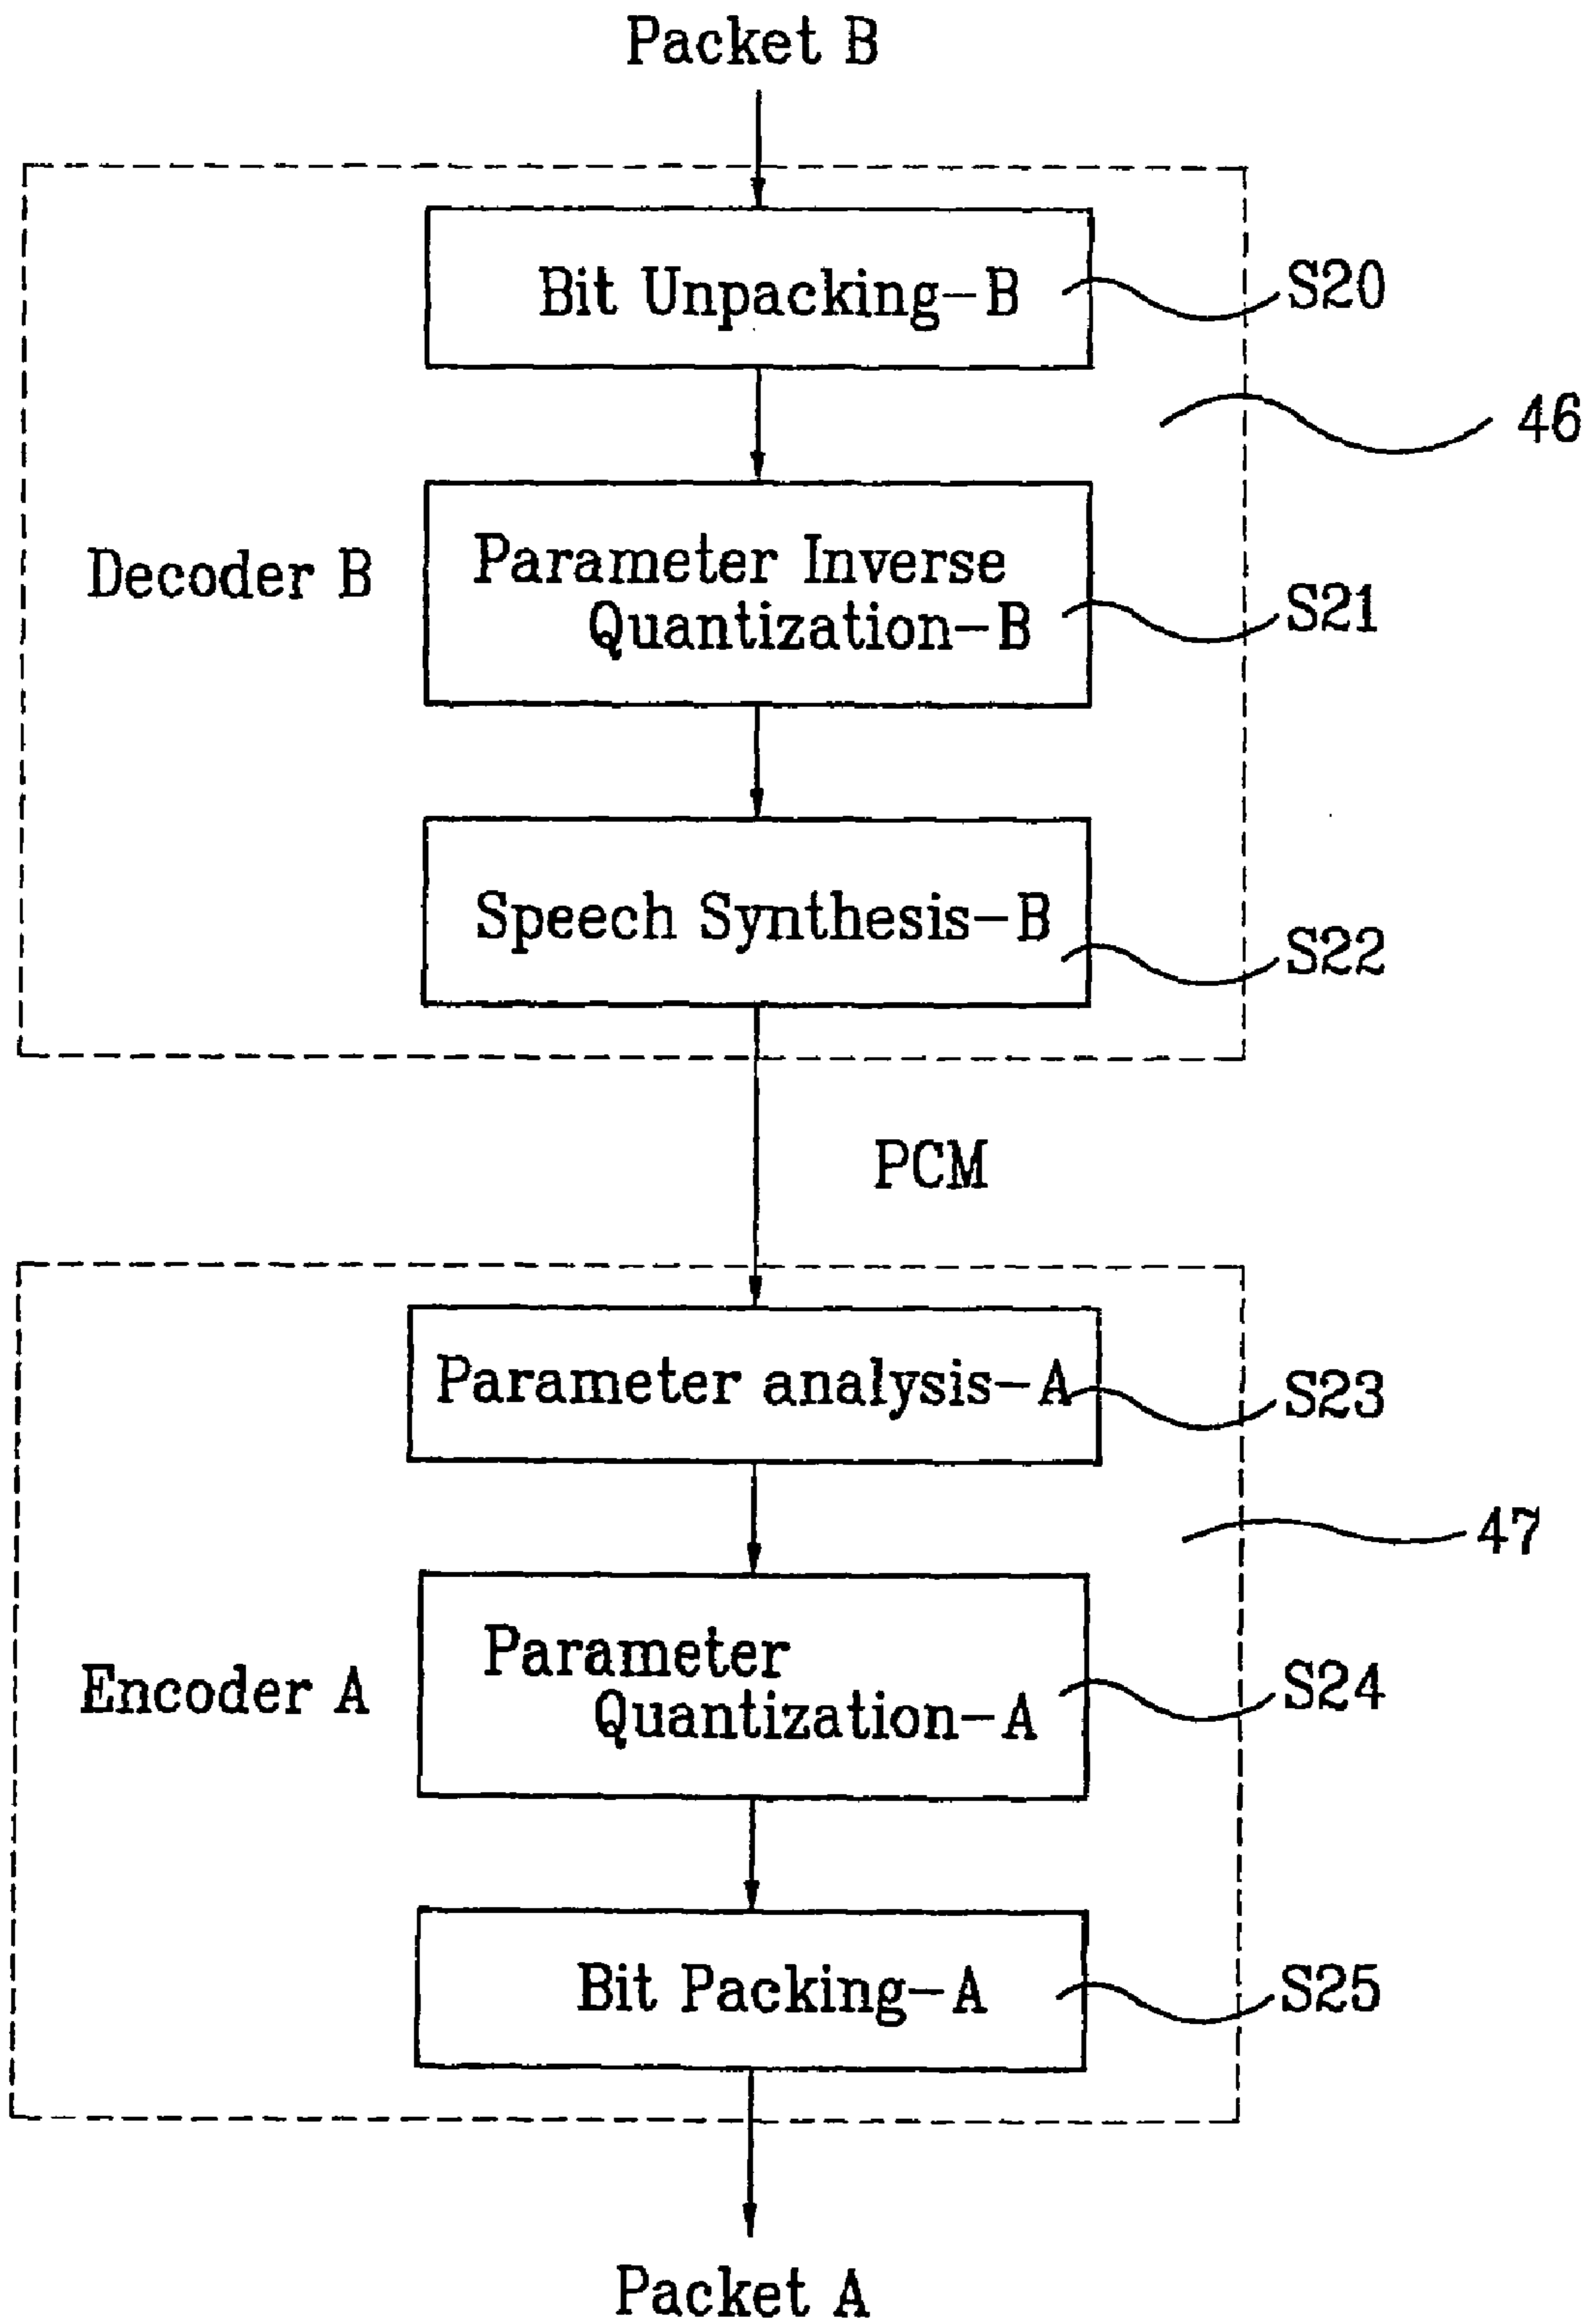 Packet B
Bit Unpacking-B
S20
46
Decoder B
Parameter Inverse
Quantization-B
S21
Speech Synthesis-B
S22
PCM
Parameter analysis-A
S23
47
Encoder A
Parameter
Quantization-A
S24
Bit Packing-A
S25
Packet A